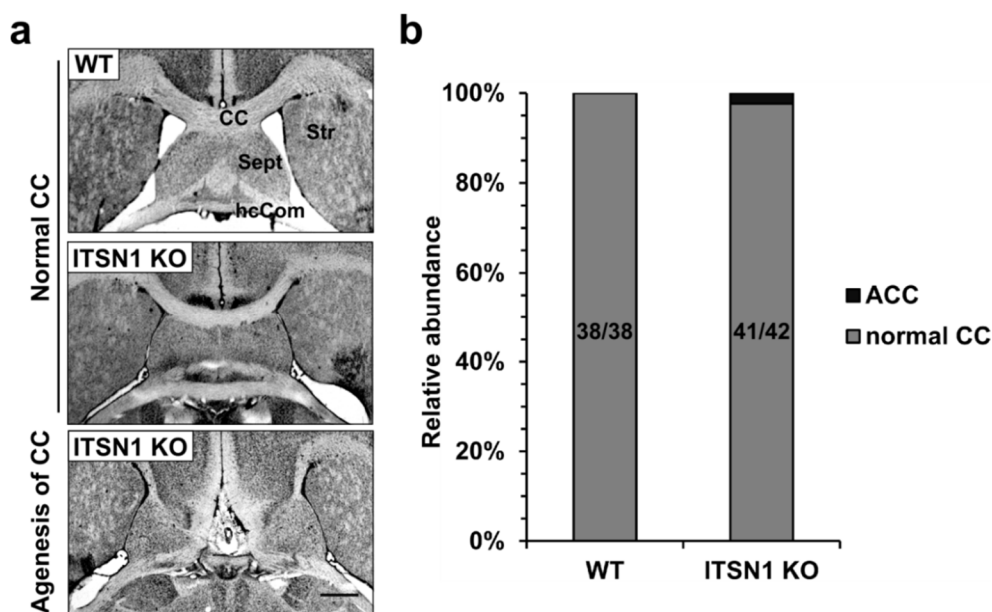 a
WT
CC
Str
Sept
hcCom
ITSN1 KO
ITSN1 KO
Normal CC
Agenesis of CC
b
100%
80%
60%
40%
20%
0%
Relative abundance
38/38
41/42
WT
ITSN1 KO
ACC
normal CC